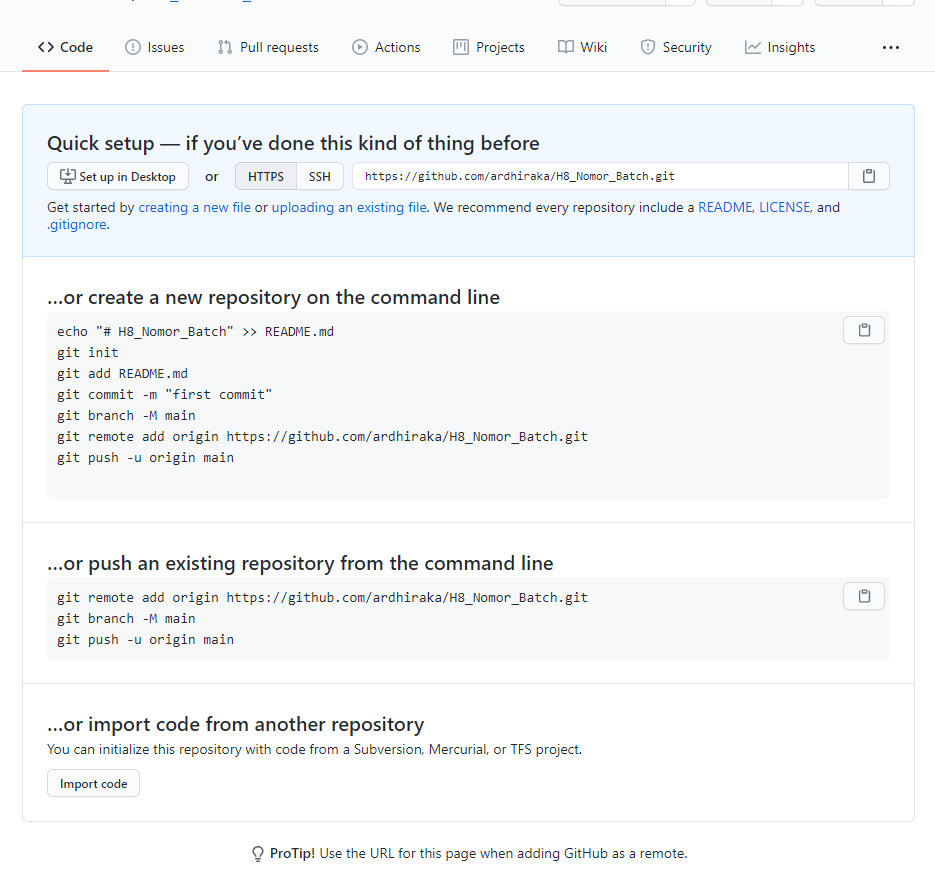 Code Issues Pull requests Actions Projects Wiki Security Insights ...
Quick setup — if you’ve done this kind of thing before
Set up in Desktop or HTTPS SSH https://github.com/ardhiraka/H8_Nomor_Batch.git
Get started by creating a new file or uploading an existing file. We recommend every repository include a README, LICENSE, and
.gitignore.
…or create a new repository on the command line
echo "# H8_Nomor_Batch" >> README.md
git init
git add README.md
git commit -m "first commit"
git branch -M main
git remote add origin https://github.com/ardhiraka/H8_Nomor_Batch.git
git push -u origin main
…or push an existing repository from the command line
git remote add origin https://github.com/ardhiraka/H8_Nomor_Batch.git
git branch -M main
git push -u origin main
…or import code from another repository
You can initialize this repository with code from a Subversion, Mercurial, or TFS project.
Import code
ProTip! Use the URL for this page when adding GitHub as a remote.